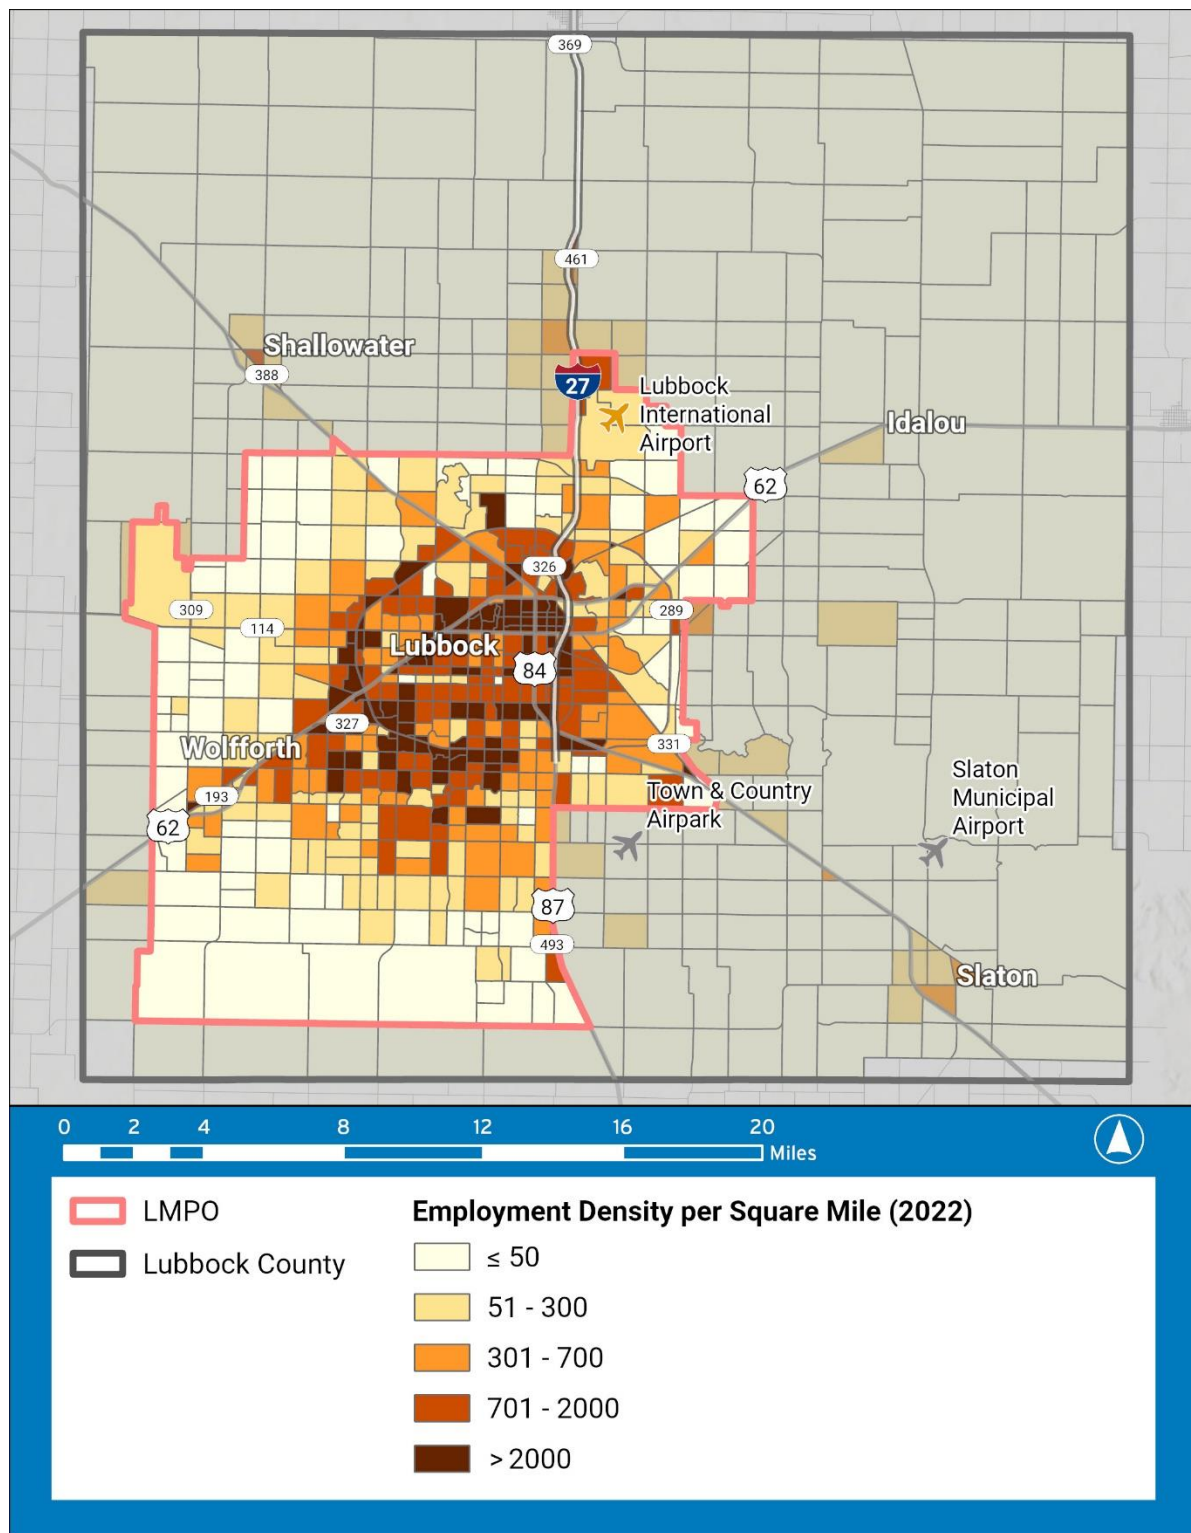 369
461
Shallowater
388
27
Lubbock
International
Airport
Idalou
62
326
309
289
114
Lubbock
84
327
331
Wolfforth
193
62
Town & Country
Airpark
Slaton
Municipal
Airport
87
493
Slaton
0 2 4 8 12 16 20
Miles
LMPO
Lubbock County
Employment Density per Square Mile (2022)
≤ 50
51 - 300
301 - 700
701 - 2000
> 2000